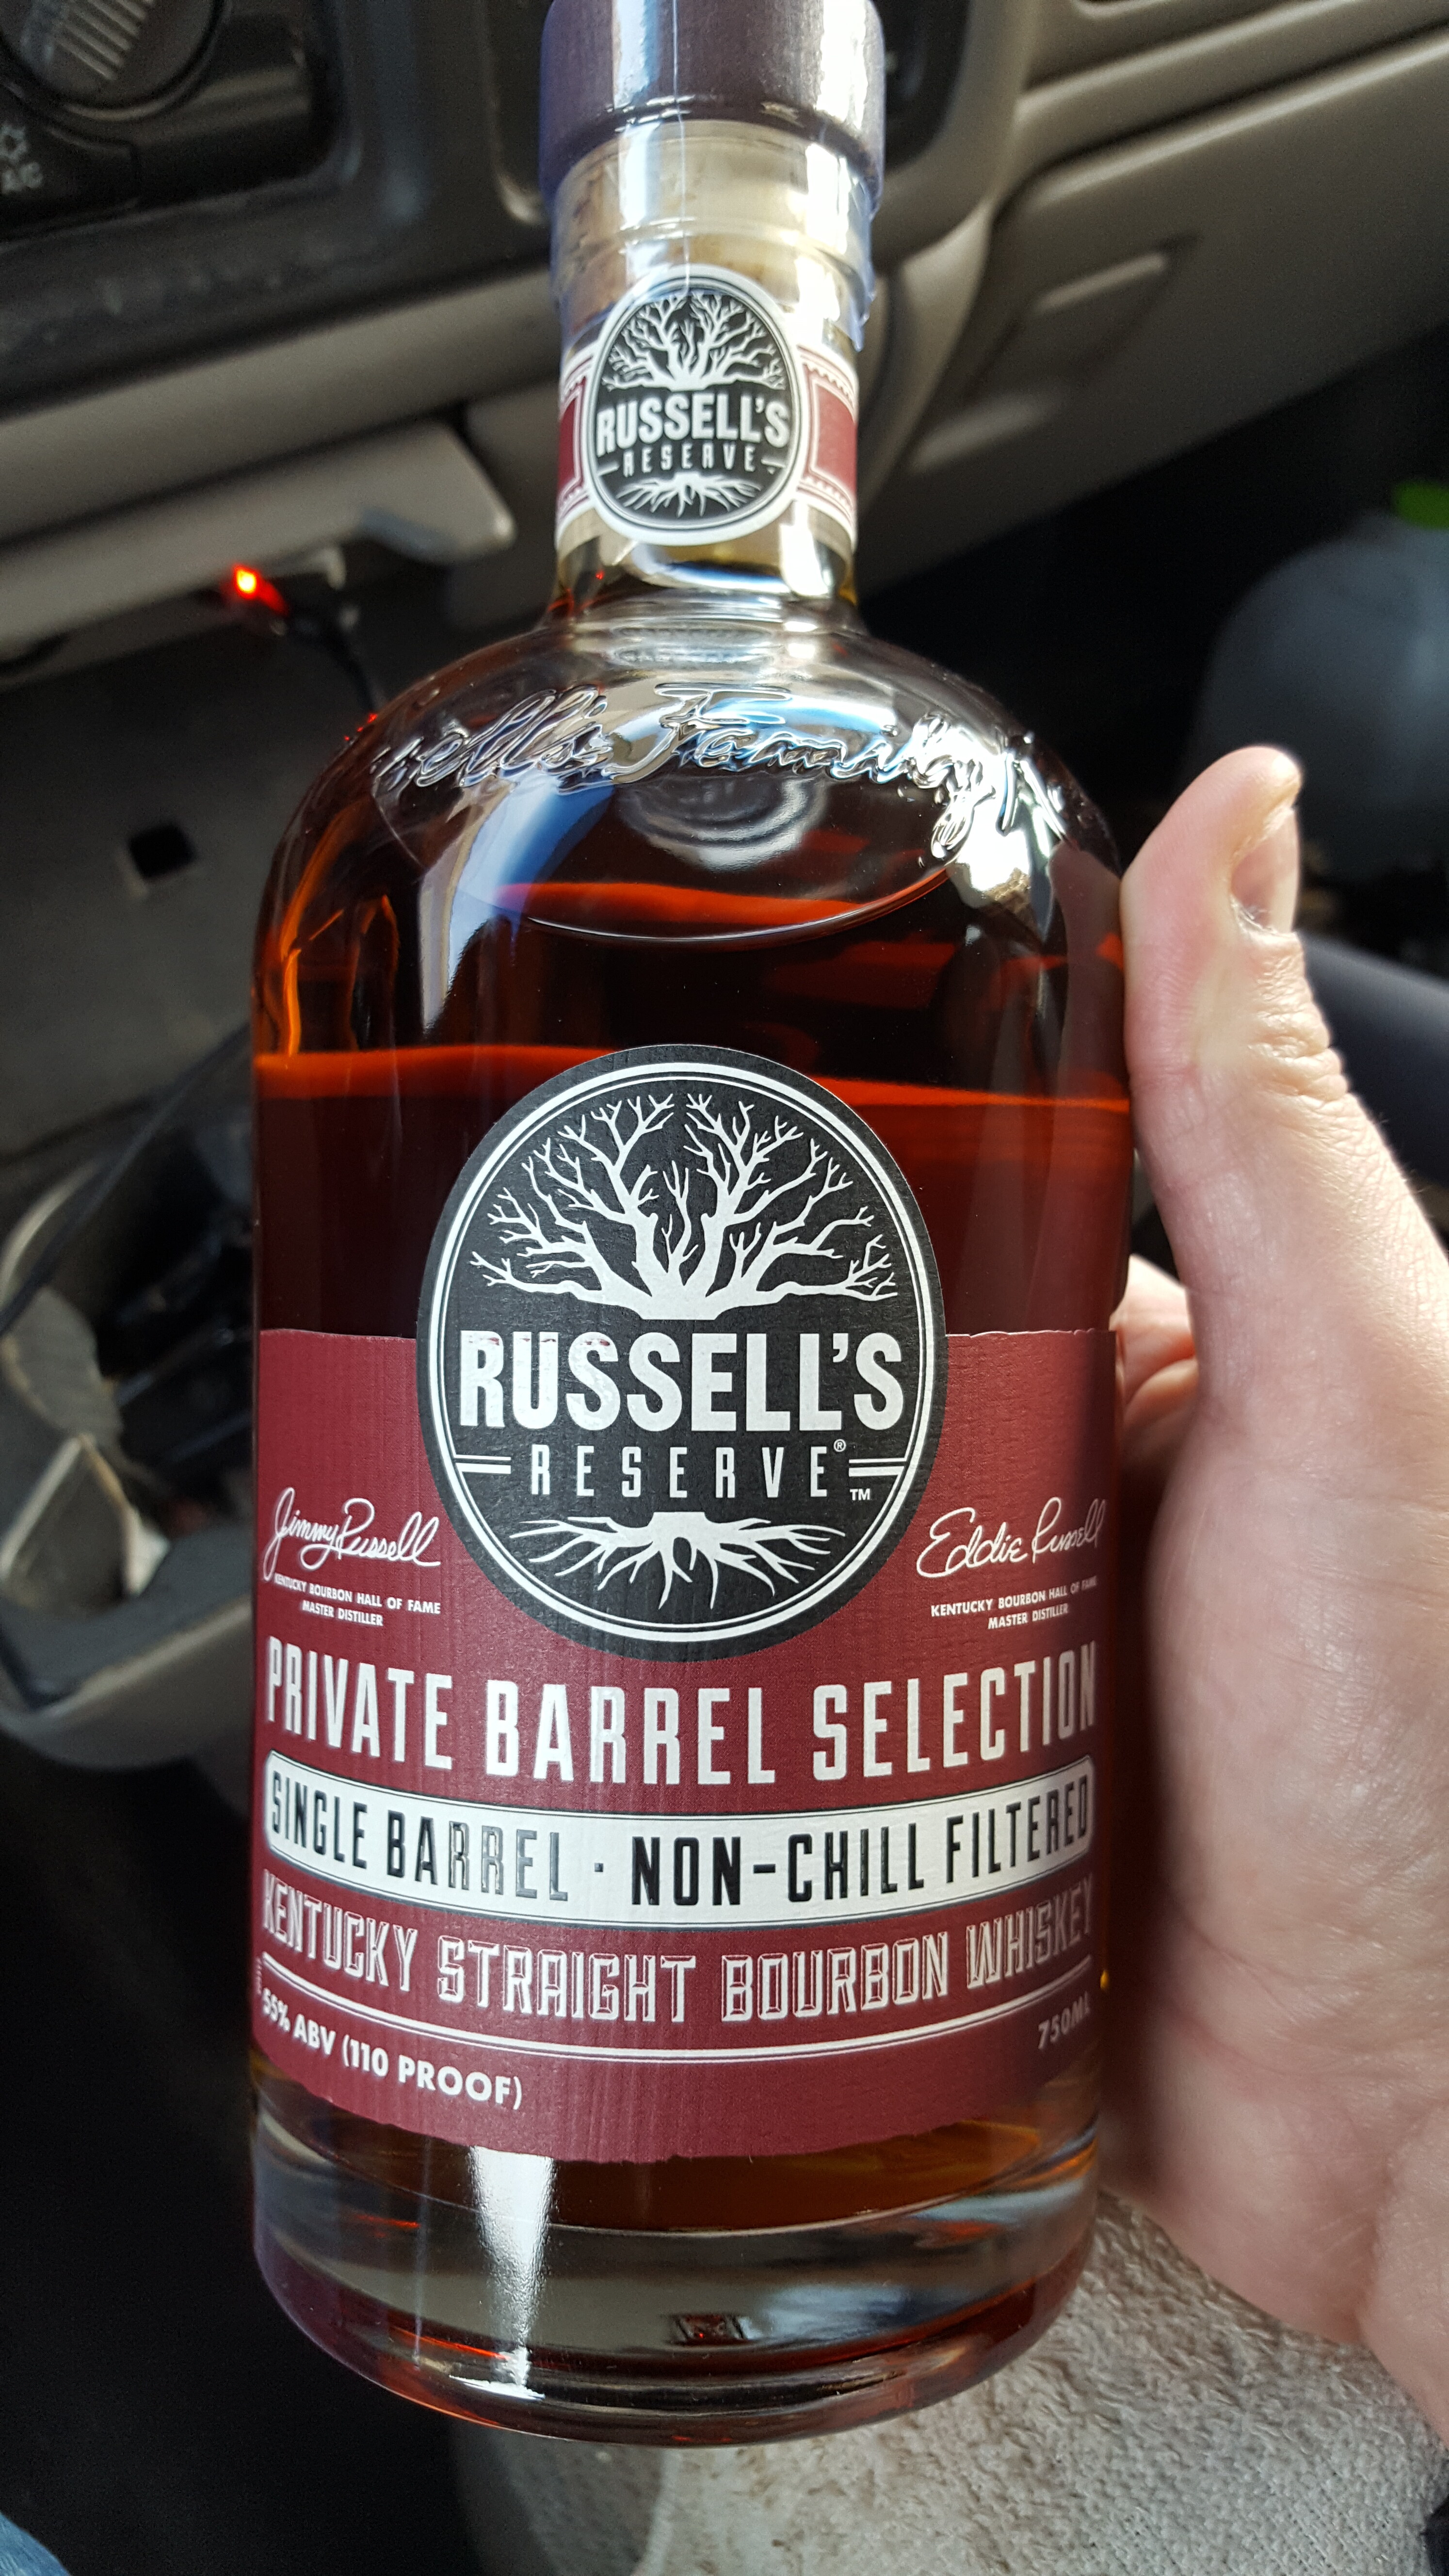 A/C
RUSSELL'S
RESERVE
Family
RUSSELL'S
RESERVE®
™
Jimmy Russell
KENTUCKY BOURBON HALL OF FAME
MASTER DISTILLER
Eddie Russell
KENTUCKY BOURBON HALL OF FAME
MASTER DISTILLER
PRIVATE BARREL SELECTION
SINGLE BARREL · NON-CHILL FILTERED
KENTUCKY STRAIGHT BOURBON WHISKEY
55% ABV (110 PROOF)
750ML